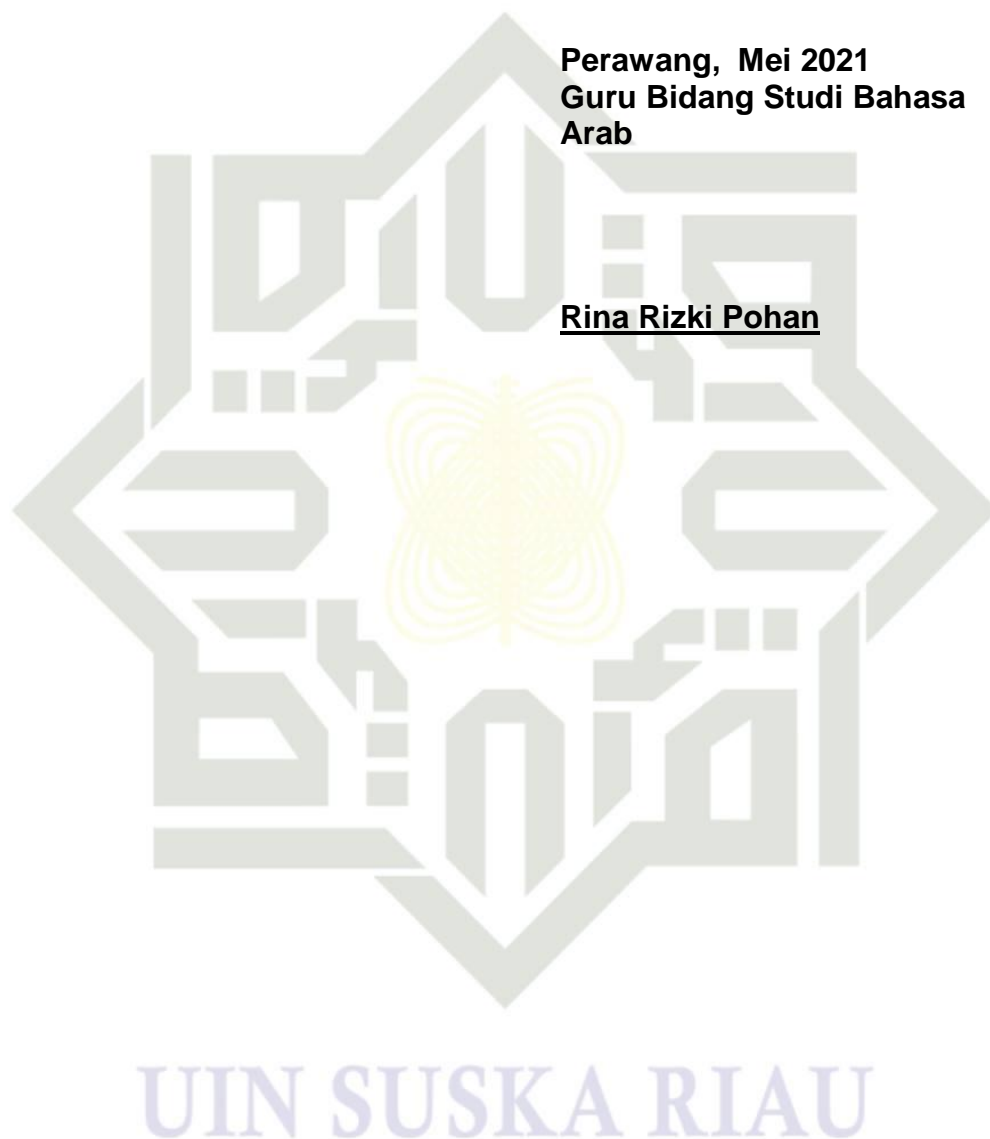 Perawang, Mei 2021
Guru Bidang Studi Bahasa
Arab
Rina Rizki Pohan
UIN SUSKA RIAU